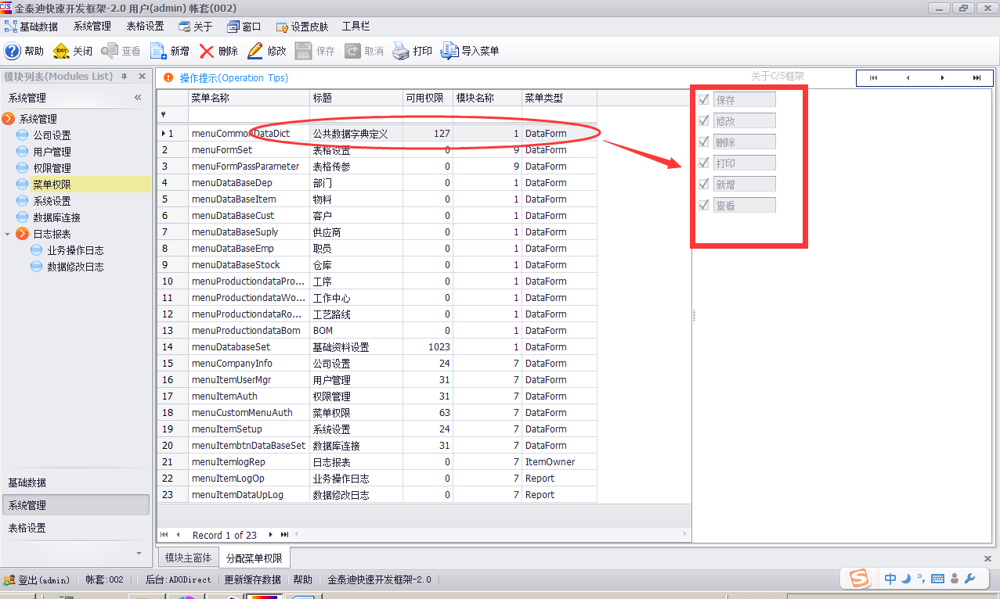 C/S 金泰迪快速开发框架-2.0 用户(admin) 帐套(002)
基础数据 系统管理 表格设置 关于 窗口 设置皮肤 工具栏
帮助 关闭 查看 新增 删除 修改 保存 取消 打印 导入菜单
模块列表(Modules List)
系统管理
系统管理
公司设置
用户管理
权限管理
菜单权限
系统设置
数据库连接
日志报表
业务操作日志
数据修改日志
基础数据
系统管理
表格设置
操作提示(Operation Tips) 关于C/S框架
菜单名称 标题 可用权限 模块名称 菜单类型
1 menuCommonDataDict 公共数据字典定义 127 1 DataForm
2 menuFormSet 表格设置 0 9 DataForm
3 menuFormPassParameter 表格传参 0 9 DataForm
4 menuDataBaseDep 部门 0 1 DataForm
5 menuDataBaseItem 物料 0 1 DataForm
6 menuDataBaseCust 客户 0 1 DataForm
7 menuDataBaseSuply 供应商 0 1 DataForm
8 menuDataBaseEmp 职员 0 1 DataForm
9 menuDataBaseStock 仓库 0 1 DataForm
10 menuProductiondataPro... 工序 0 1 DataForm
11 menuProductiondataWo... 工作中心 0 1 DataForm
12 menuProductiondataRo... 工艺路线 0 1 DataForm
13 menuProductiondataBom BOM 0 1 DataForm
14 menuDatabaseSet 基础资料设置 1023 1 DataForm
15 menuCompanyInfo 公司设置 24 7 DataForm
16 menuItemUserMgr 用户管理 31 7 DataForm
17 menuItemAuth 权限管理 31 7 DataForm
18 menuCustomMenuAuth 菜单权限 63 7 DataForm
19 menuItemSetup 系统设置 24 7 DataForm
20 menuItembtnDataBaseSet 数据库连接 31 7 DataForm
21 menuItemlogRep 日志报表 0 7 ItemOwner
22 menuItemLogOp 业务操作日志 0 7 Report
23 menuItemDataUpLog 数据修改日志 0 7 Report
Record 1 of 23
保存
修改
删除
打印
新增
查看
模块主窗体 分配菜单权限
登出(admin) 帐套:002 后台:ADODirect 更新缓存数据 帮助 金泰迪快速开发框架-2.0
S 中